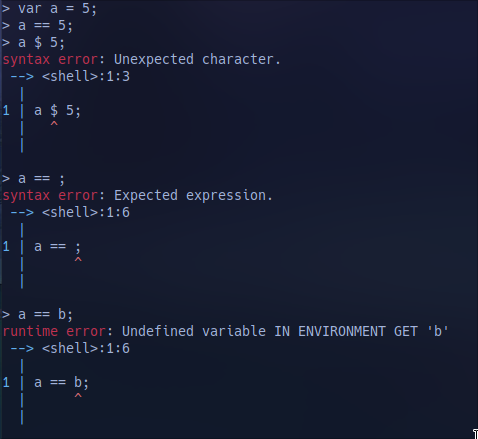 > var a = 5;
> a == 5;
> a $ 5;
syntax error: Unexpected character.
 --> <shell>:1:3
  |
1 | a $ 5;
  |   ^
  |
> a == ;
syntax error: Expected expression.
 --> <shell>:1:6
  |
1 | a == ;
  |      ^
  |
> a == b;
runtime error: Undefined variable IN ENVIRONMENT GET 'b'
 --> <shell>:1:6
  |
1 | a == b;
  |      ^
  |